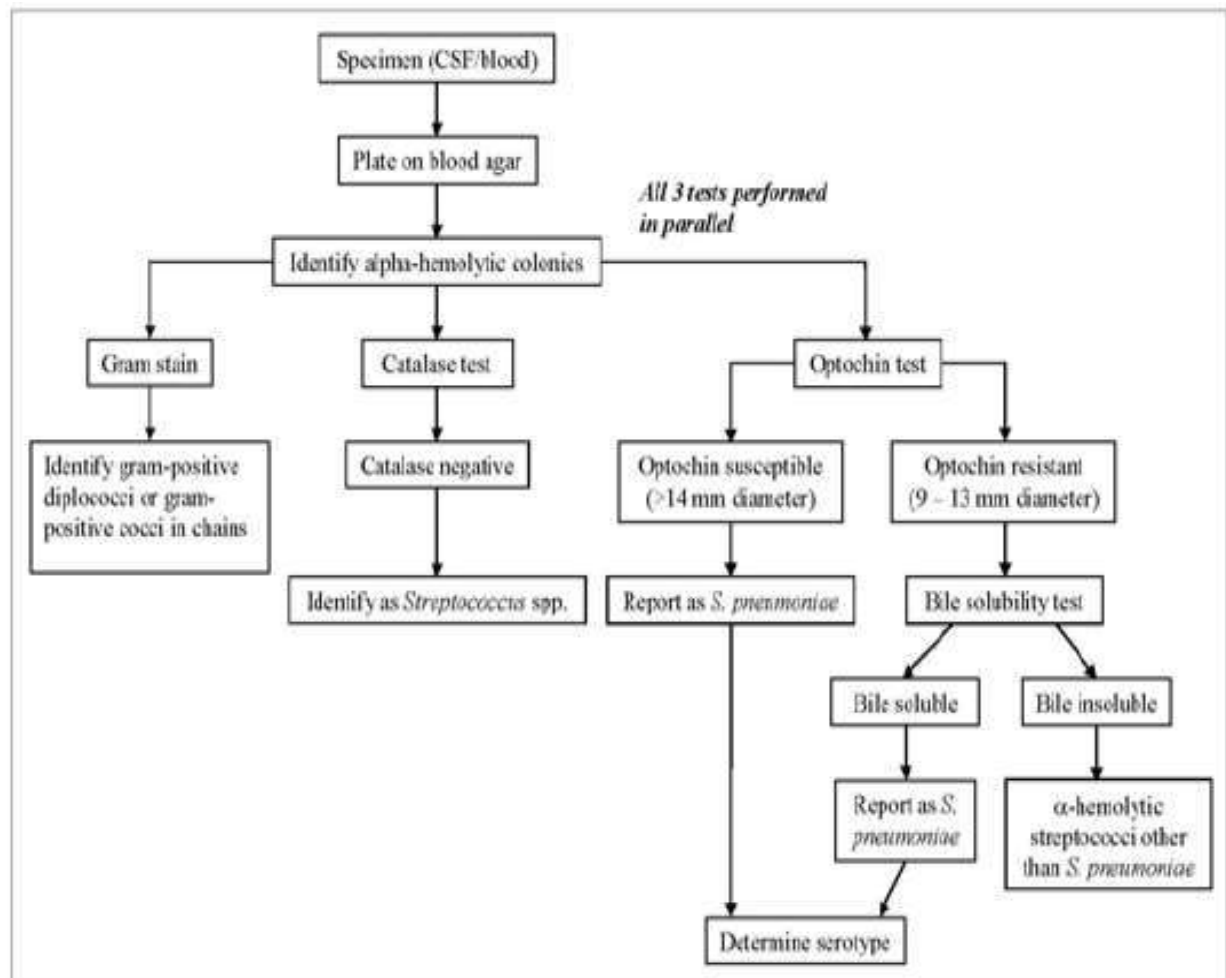 Specimen (CSF/blood)
Plate on blood agar
All 3 tests performed
in parallel
Identify alpha-hemolytic colonies
Gram stain
Catalase test
Optochin test
Identify gram-positive
diplococci or gram-
positive cocci in chains
Catalase negative
Optochin susceptible
(>14 mm diameter)
Optochin resistant
(9 – 13 mm diameter)
Identify as Streptococcus spp.
Report as S. pneumoniae
Bile solubility test
Bile soluble
Bile insoluble
Report as S.
pneumoniae
α-hemolytic
streptococci other
than S. pneumoniae
Determine serotype